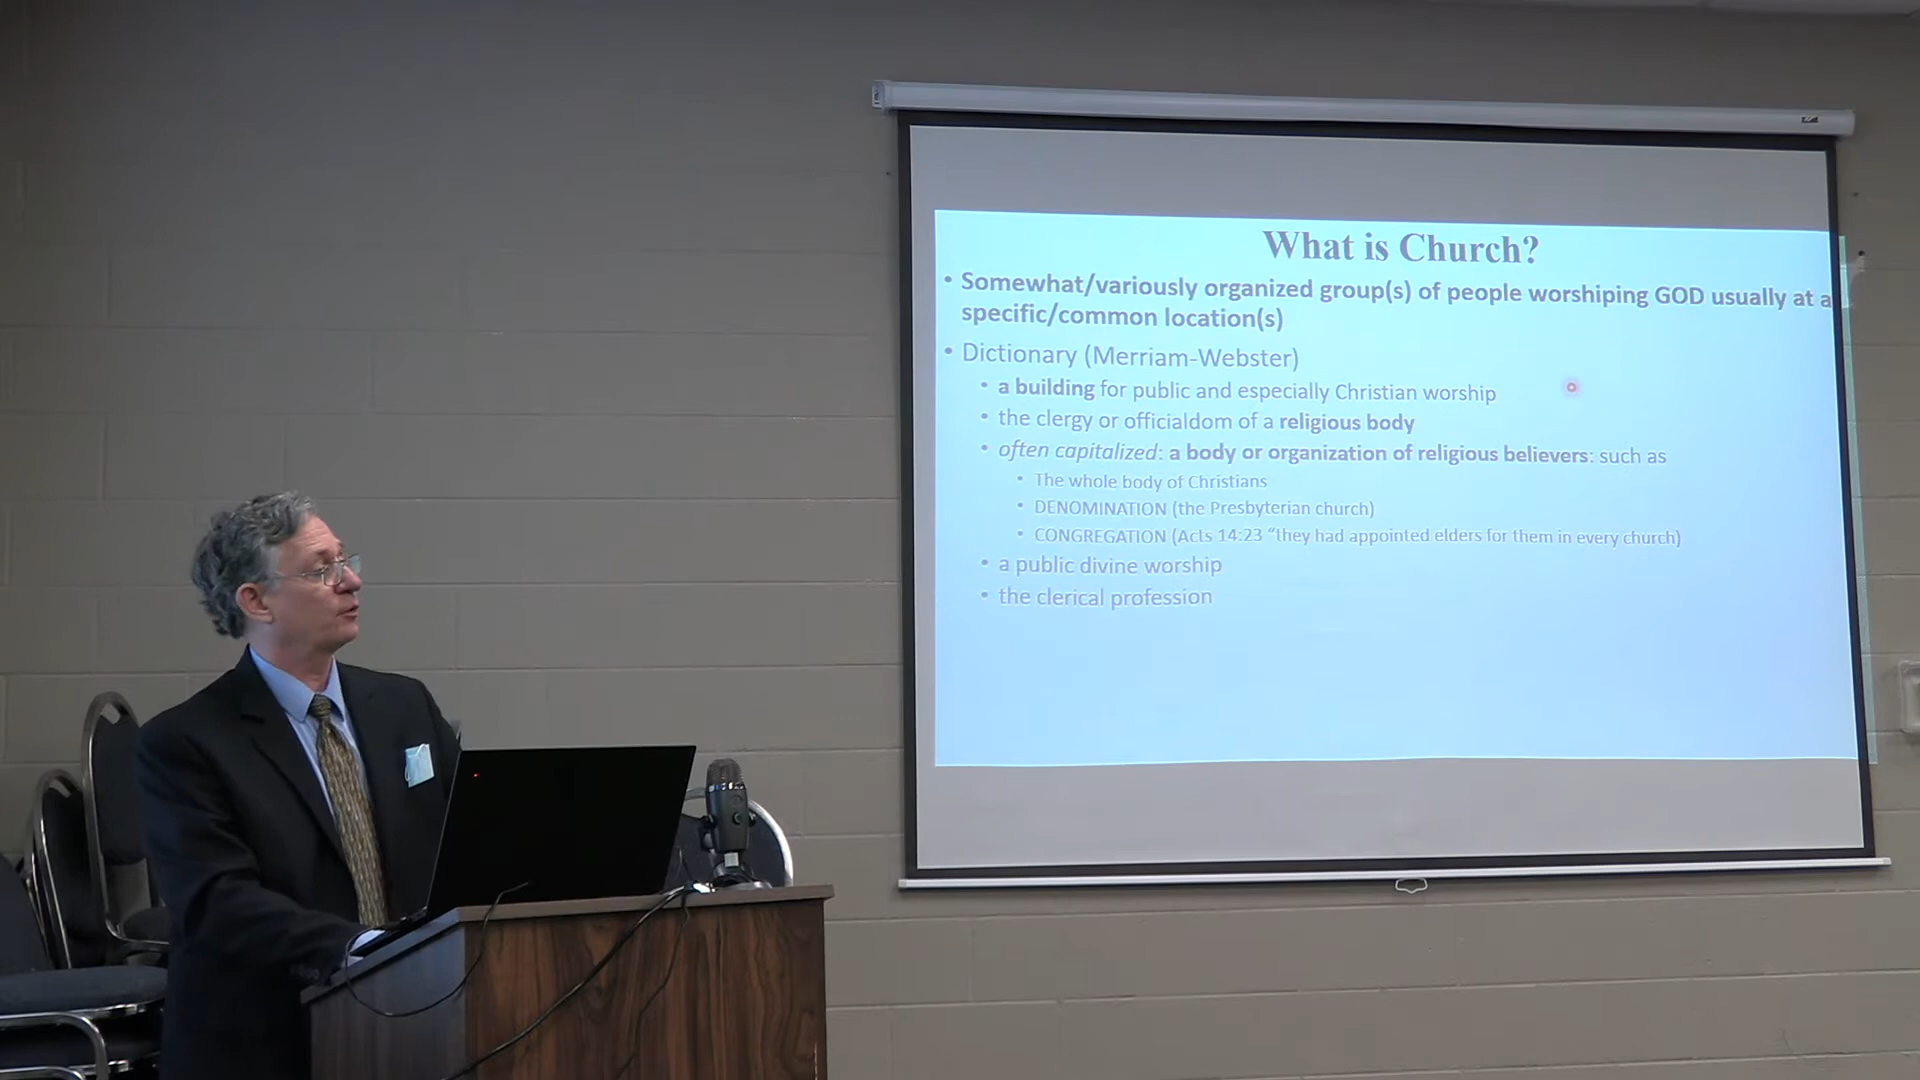 What is Church?
• Somewhat/variously organized group(s) of people worshiping GOD usually at a
specific/common location(s)
• Dictionary (Merriam-Webster)
• a building for public and especially Christian worship
• the clergy or officialdom of a religious body
• often capitalized: a body or organization of religious believers: such as
• The whole body of Christians
• DENOMINATION (the Presbyterian church)
• CONGREGATION (Acts 14:23 “they had appointed elders for them in every church)
• a public divine worship
• the clerical profession